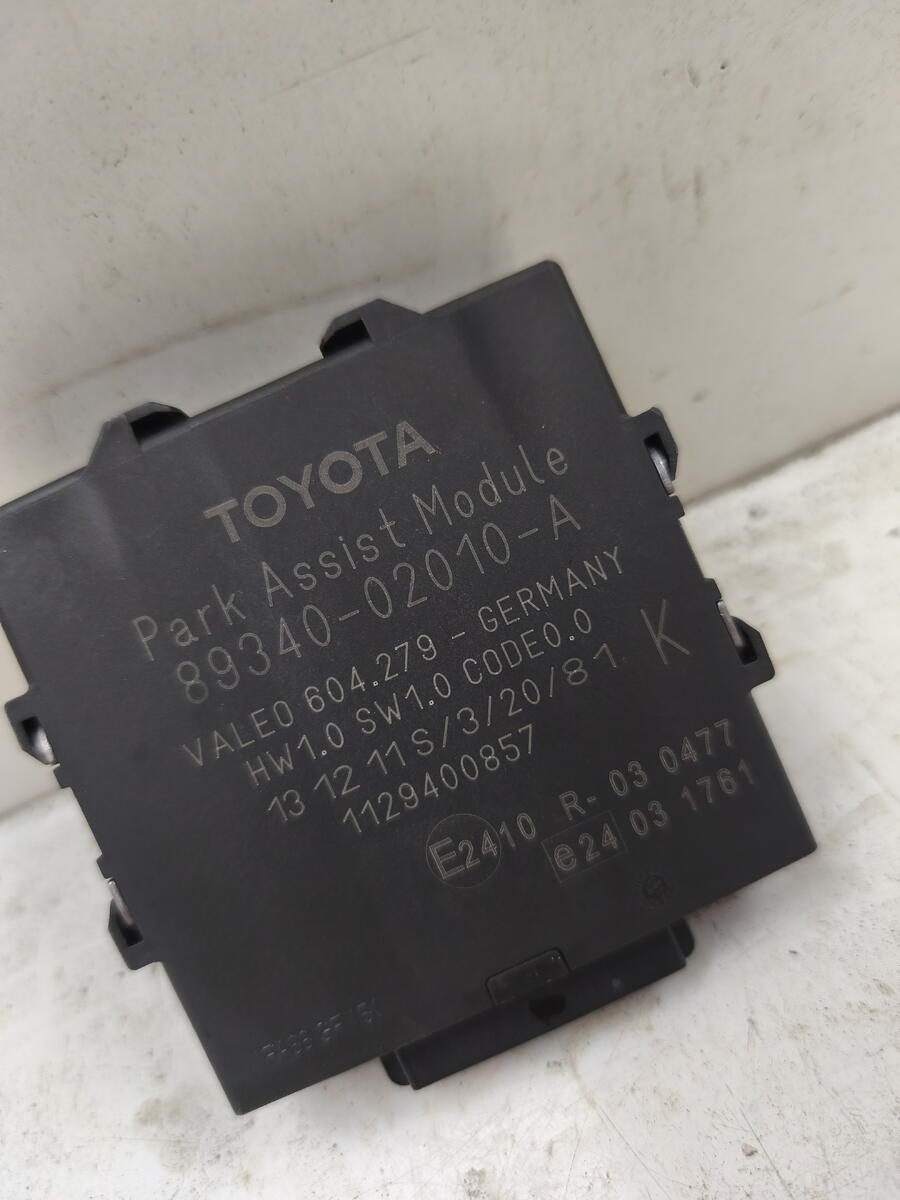 TOYOTA
Park Assist Module
89340-02010-A
VALEO 604.279 - GERMANY
HW1.0 SW1.0 CODE0.0
13 12 11 S/3/20/81 K
1129400857
E2410 R- 03 0477
e24 03 1761